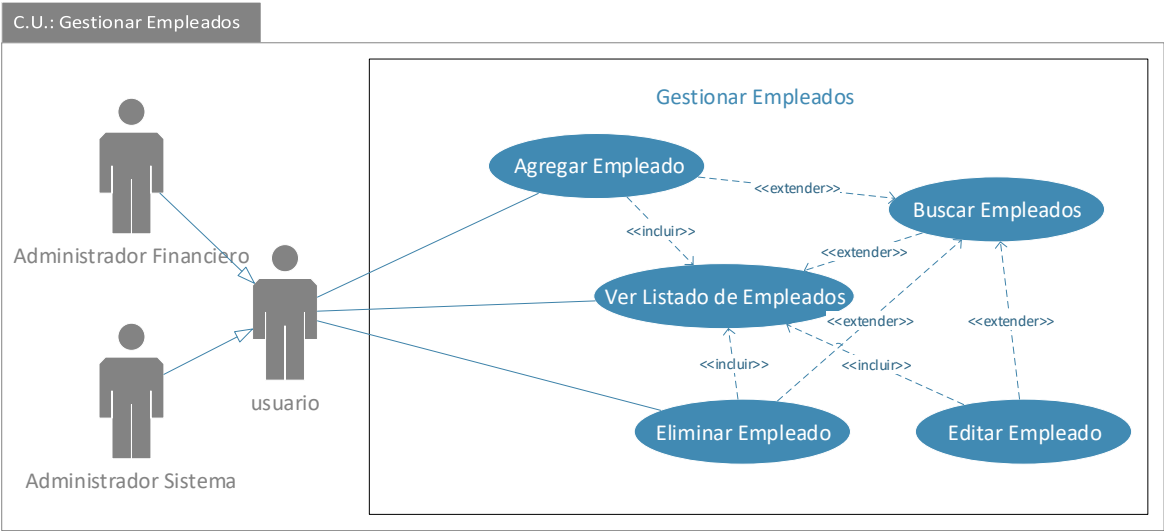 C.U.: Gestionar Empleados
Gestionar Empleados
Agregar Empleado
<<extender>>
Buscar Empleados
<<incluir>>
<<extender>>
Administrador Financiero
Ver Listado de Empleados
<<extender>>
<<extender>>
<<incluir>>
<<incluir>>
usuario
Eliminar Empleado
Editar Empleado
Administrador Sistema